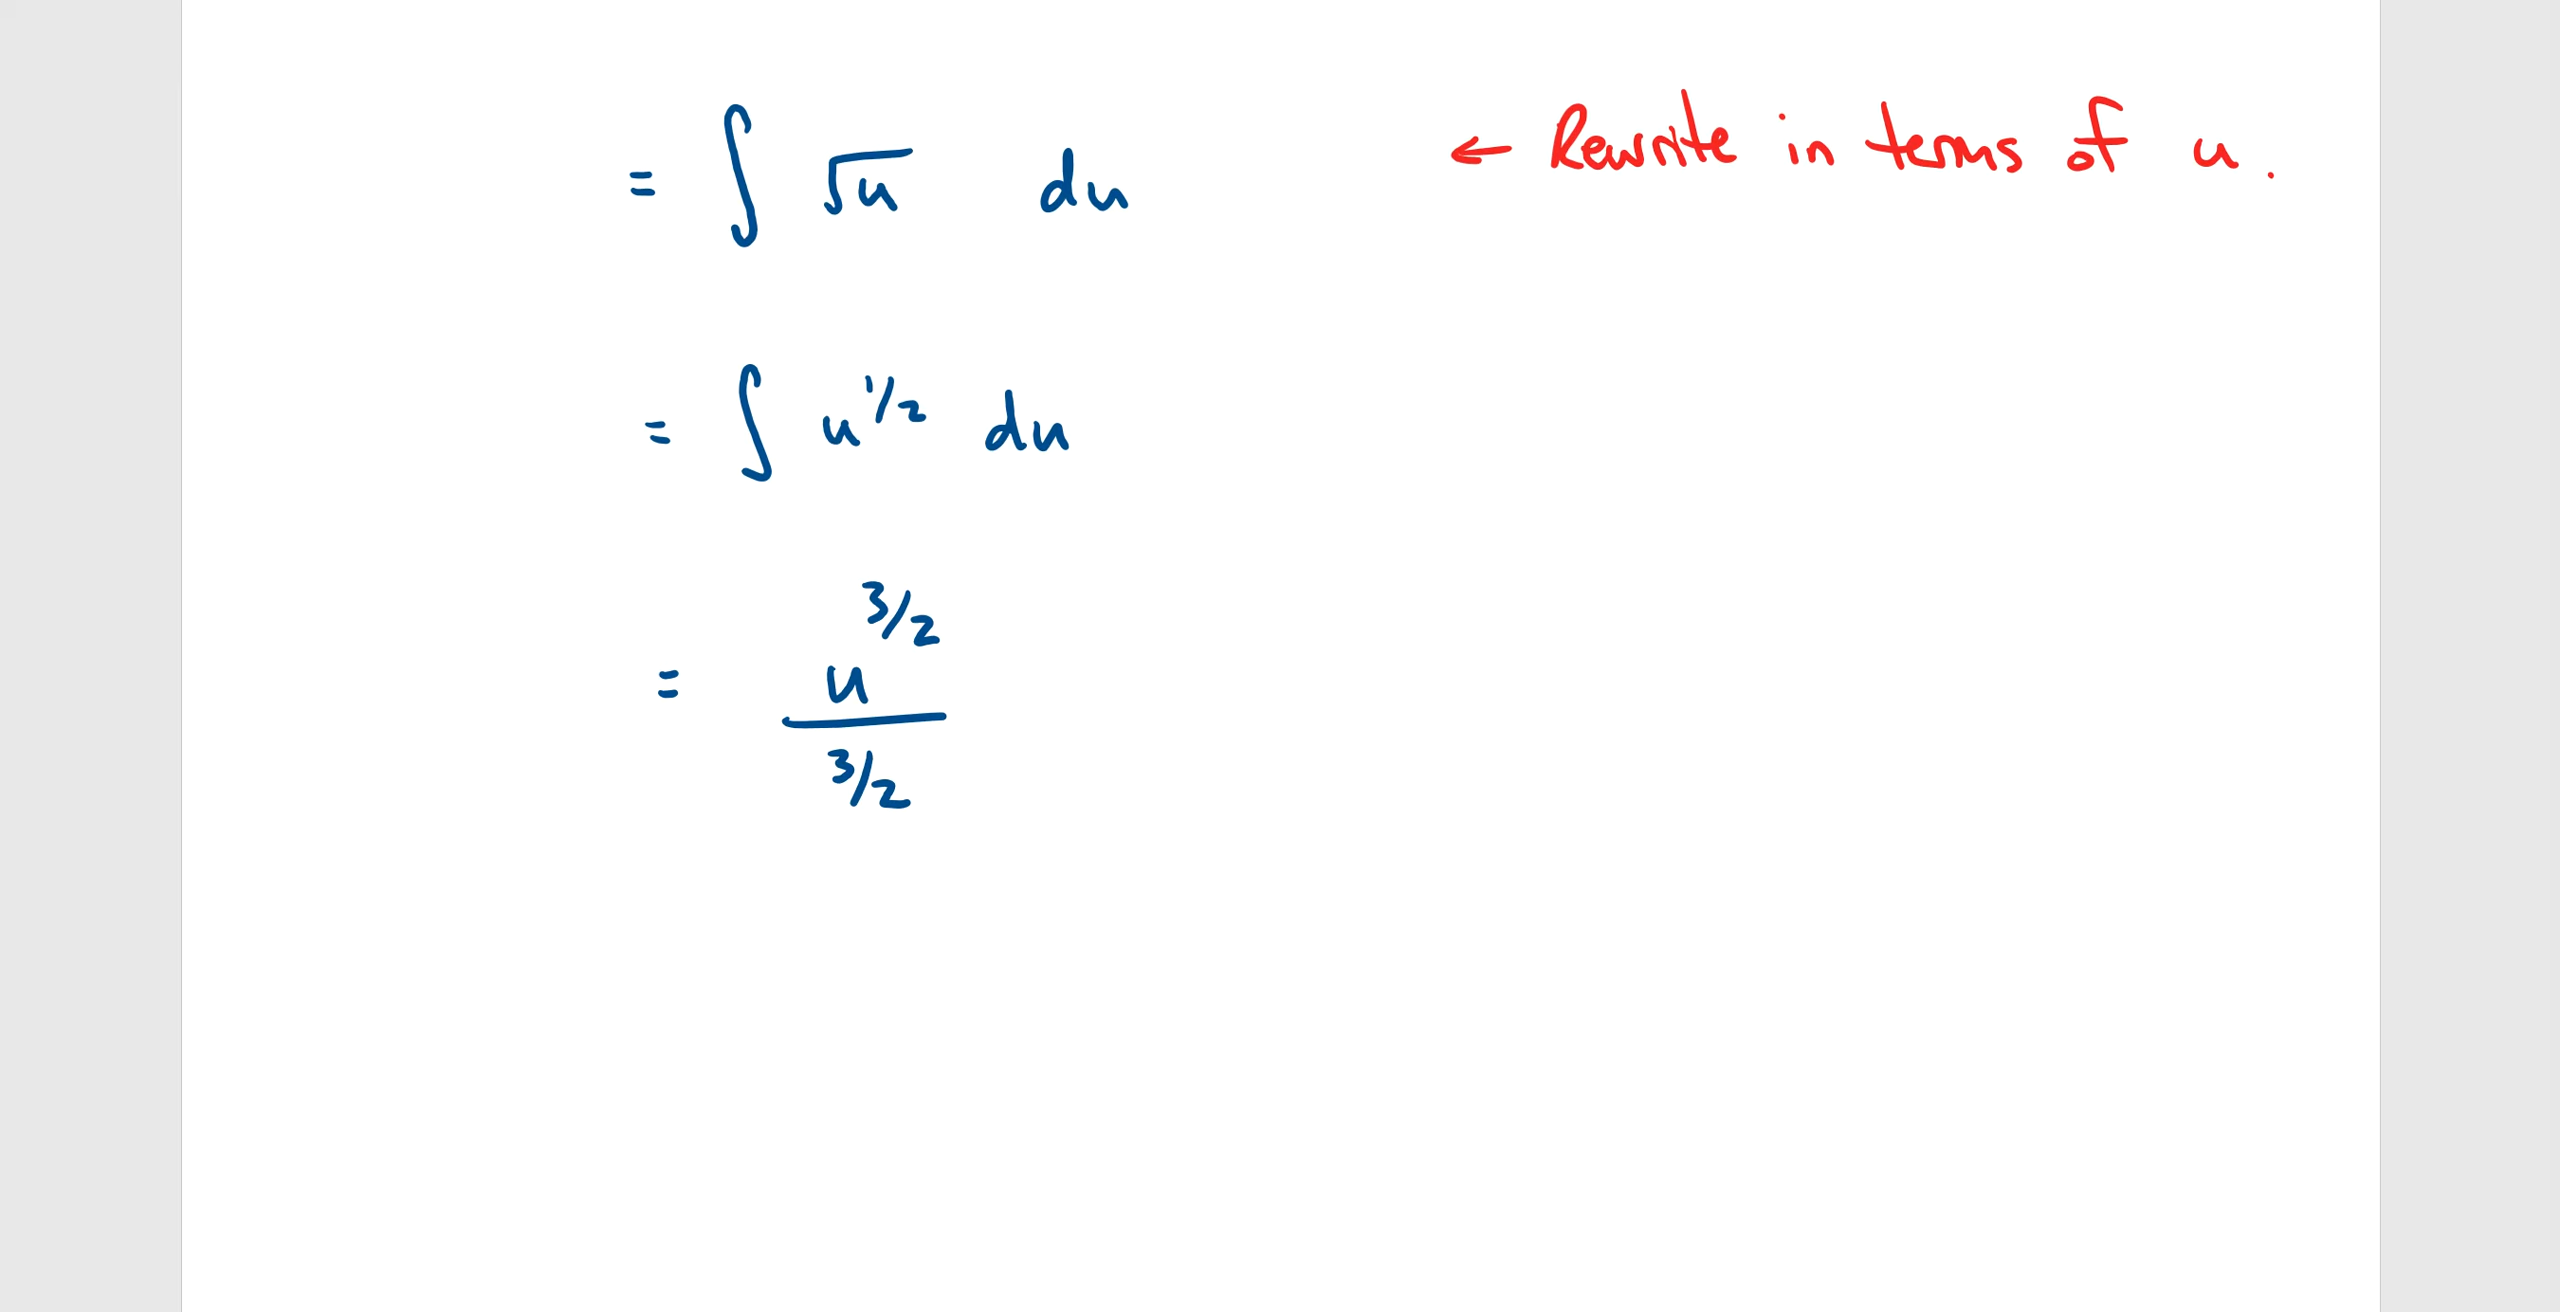 = ∫ √u du ← Rewrite in terms of u.
= ∫ u^1/2 du
= u^3/2 / 3/2